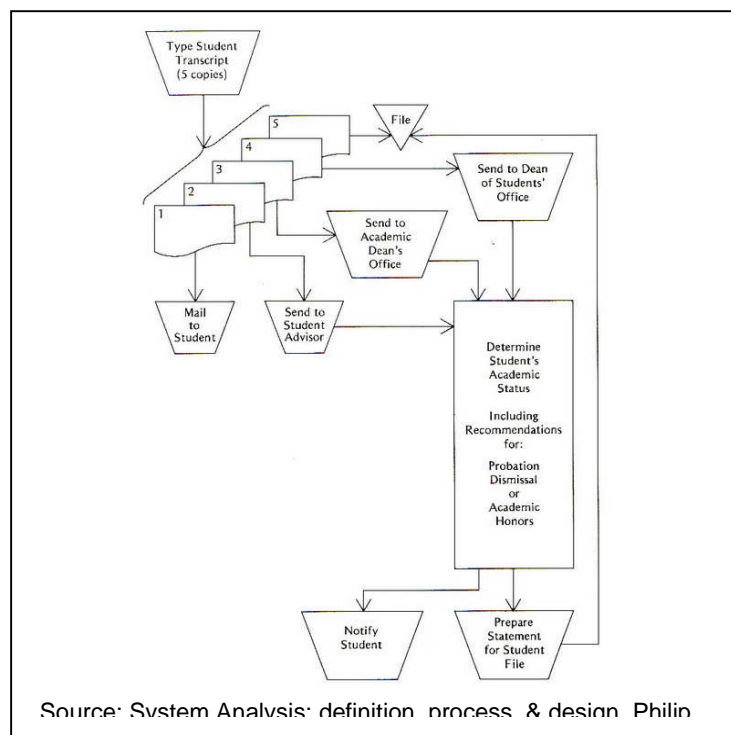 Type Student
Transcript
(5 copies)
5
File
4
3
2
1
Send to Dean
of Students'
Office
Send to
Academic
Dean's
Office
Mail
to
Student
Send to
Student
Advisor
Determine
Student's
Academic
Status
Including
Recommendations
for:
Probation
Dismissal
or
Academic
Honors
Notify
Student
Prepare
Statement
for Student
File
Source: System Analysis: definition, process, & design, Philip